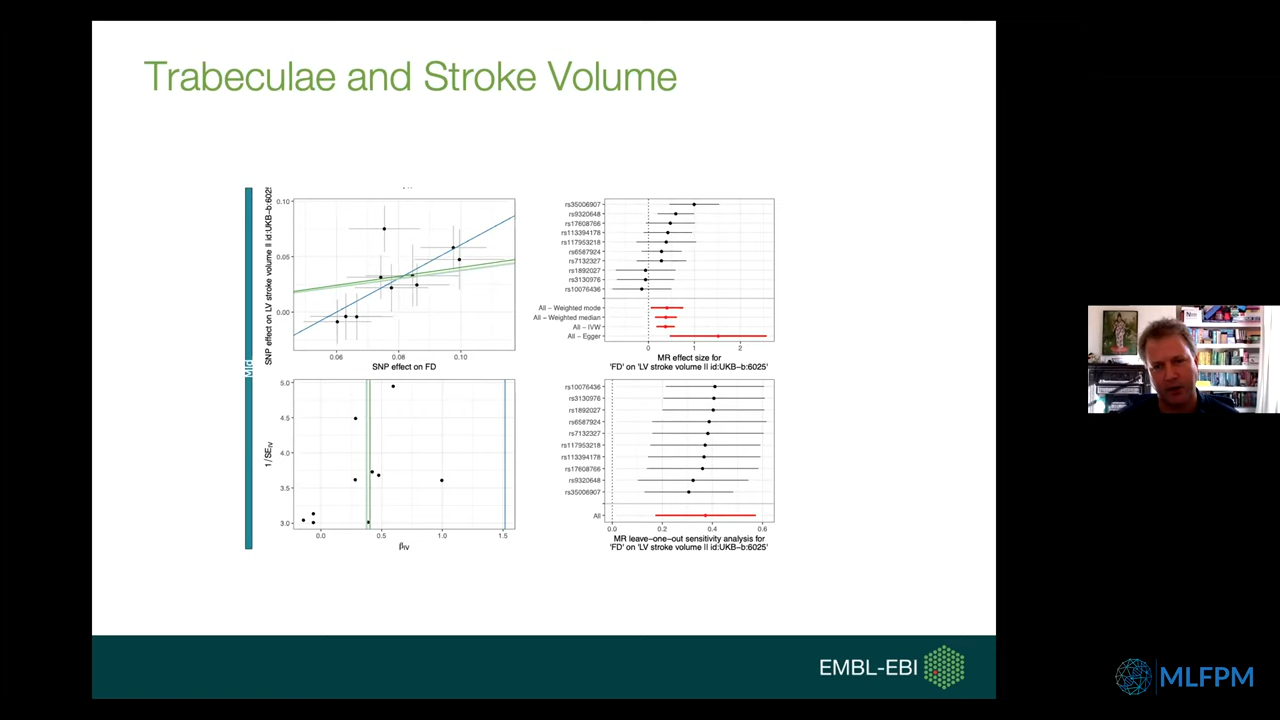 Trabeculae and Stroke Volume
Mid
SNP effect on LV stroke volume || id:UKB-b:602
0.10
0.05
0.00
0.06
0.08
0.10
SNP effect on FD
rs35006907
rs9320648
rs17608766
rs113394178
rs117953218
rs6587924
rs7132327
rs1892027
rs3130976
rs10076436
All - Weighted mode
All - Weighted median
All - IVW
All - Egger
0
1
2
MR effect size for
'FD' on 'LV stroke volume || id:UKB-b:6025'
1/SE IV
5.0
4.5
4.0
3.5
3.0
0.0
0.5
1.0
1.5
βIV
rs10076436
rs3130976
rs1892027
rs6587924
rs7132327
rs117953218
rs113394178
rs17608766
rs9320648
rs35006907
All
0.0
0.2
0.4
0.6
MR leave-one-out sensitivity analysis for
'FD' on 'LV stroke volume || id:UKB-b:6025'
EMBL-EBI
MLFPM